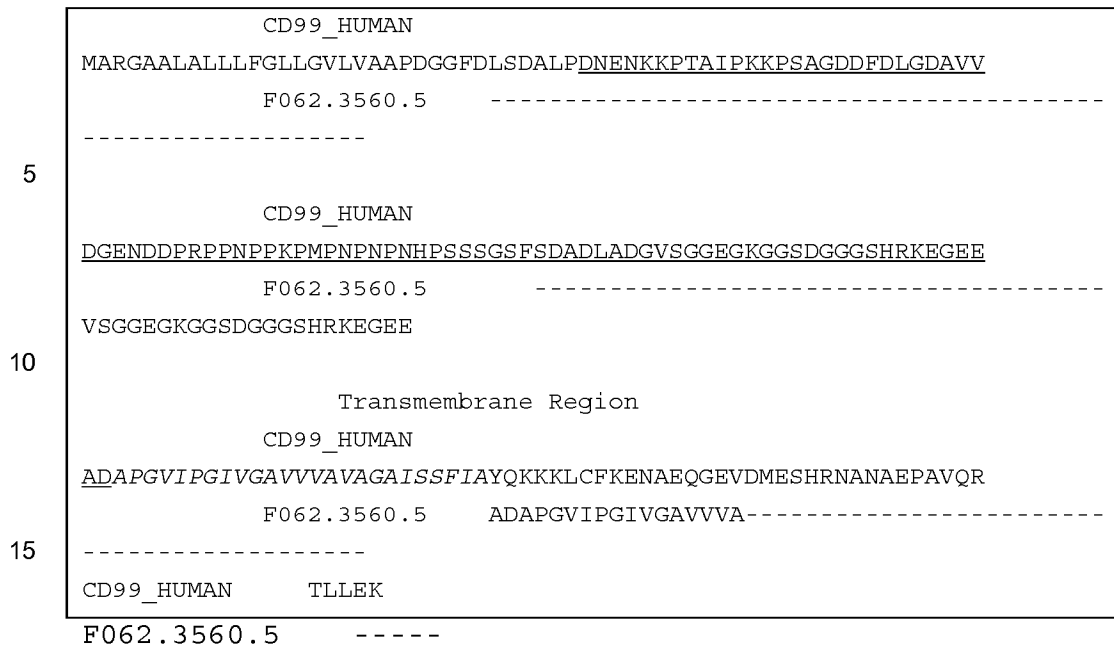 CD99_HUMAN
MARGAALALLLFGLLGVLVAAPDGGFDLSDALPDNENKKPTAIPKKPSAGDDFDLGDAVV
F062.3560.5 -----------------------------------------
-------------------
5
CD99_HUMAN
DGENDDPRPPNPPKPMPNPNPNHPSSSGSFSDADLADGVSGGEGKGGSDGGGSHRKEGEE
F062.3560.5 --------------------------------------
VSGGEGKGGSDGGGSHRKEGEE
10
Transmembrane Region
CD99_HUMAN
ADAPGVIPGIVGAVVVAVAGAISSFIAYQKKKLCFKENAEQGEVDMESHRNANAEPAVQR
F062.3560.5 ADAPGVIPGIVGAVVVA------------------------
15 -------------------
CD99_HUMAN TLLEK
F062.3560.5 -----